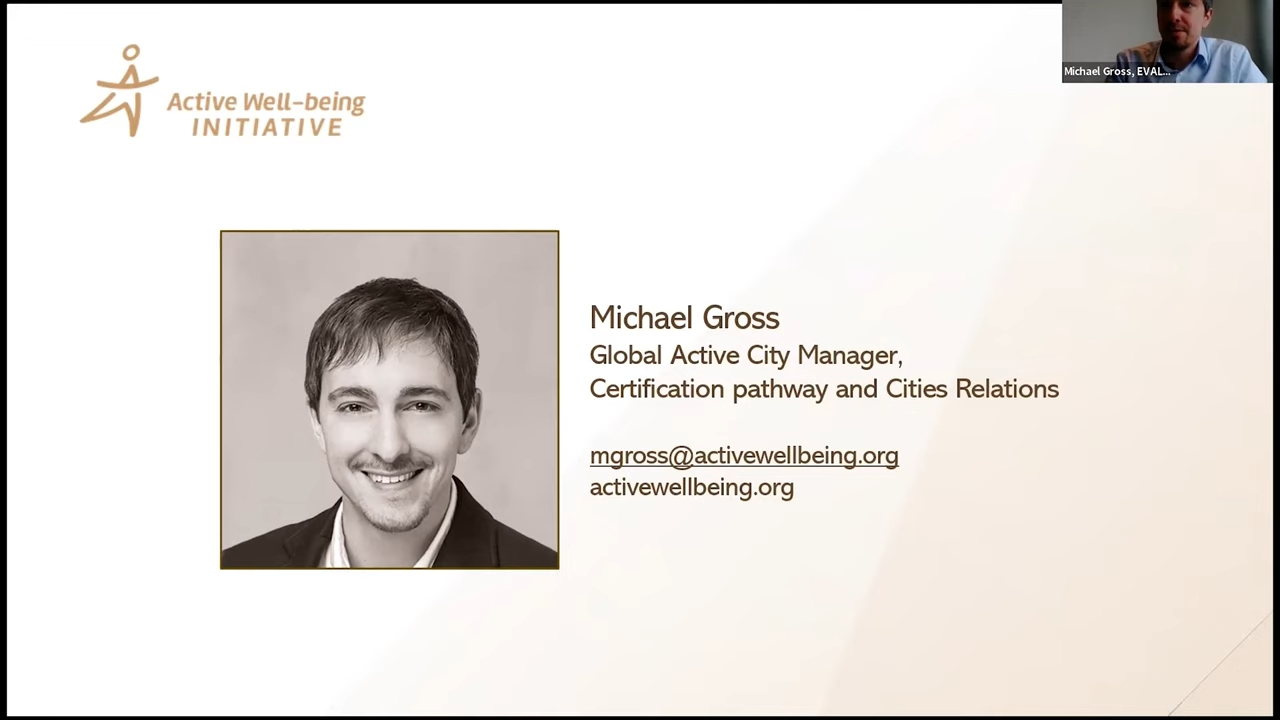 Active Well-being
INITIATIVE
Michael Gross, EVAL...
Michael Gross
Global Active City Manager,
Certification pathway and Cities Relations
mgross@activewellbeing.org
activewellbeing.org